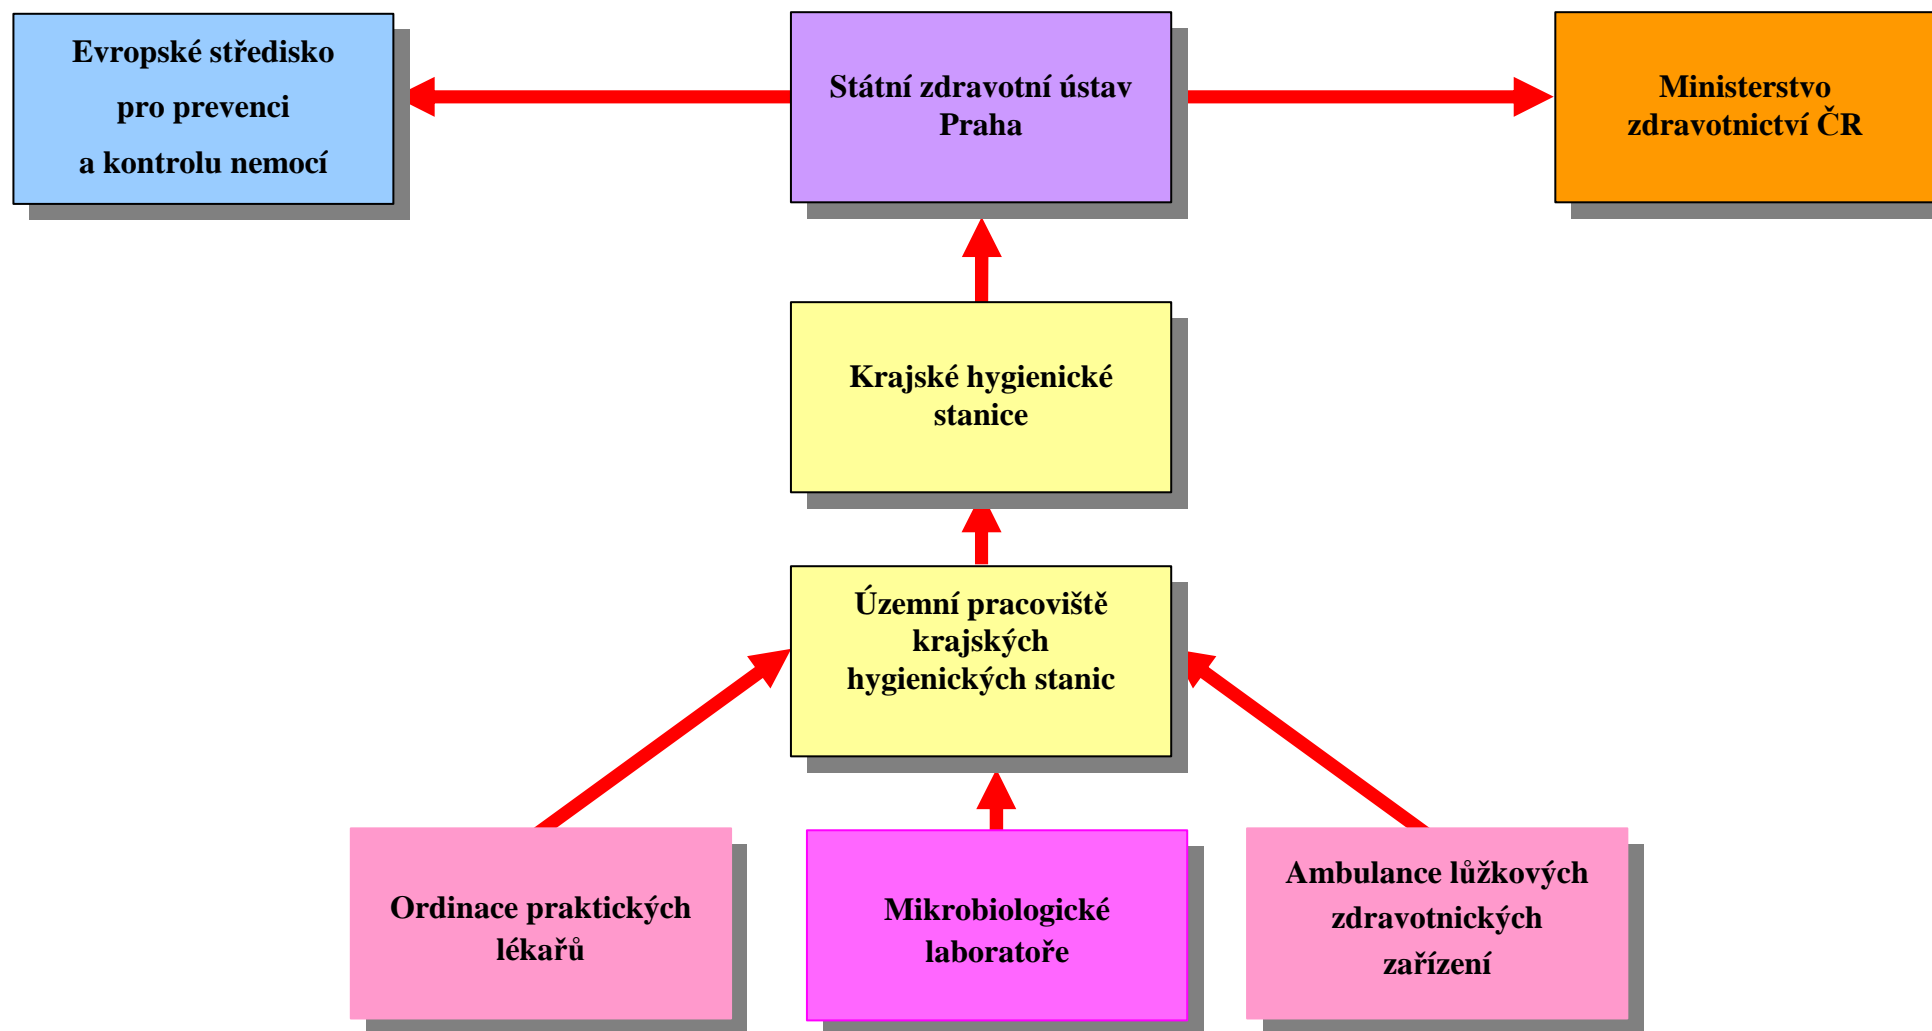 Evropské středisko
pro prevenci
a kontrolu nemocí
Státní zdravotní ústav
Praha
Ministerstvo
zdravotnictví ČR
Krajské hygienické
stanice
Územní pracoviště
krajských
hygienických stanic
Ordinace praktických
lékařů
Mikrobiologické
laboratoře
Ambulance lůžkových
zdravotnických
zařízení